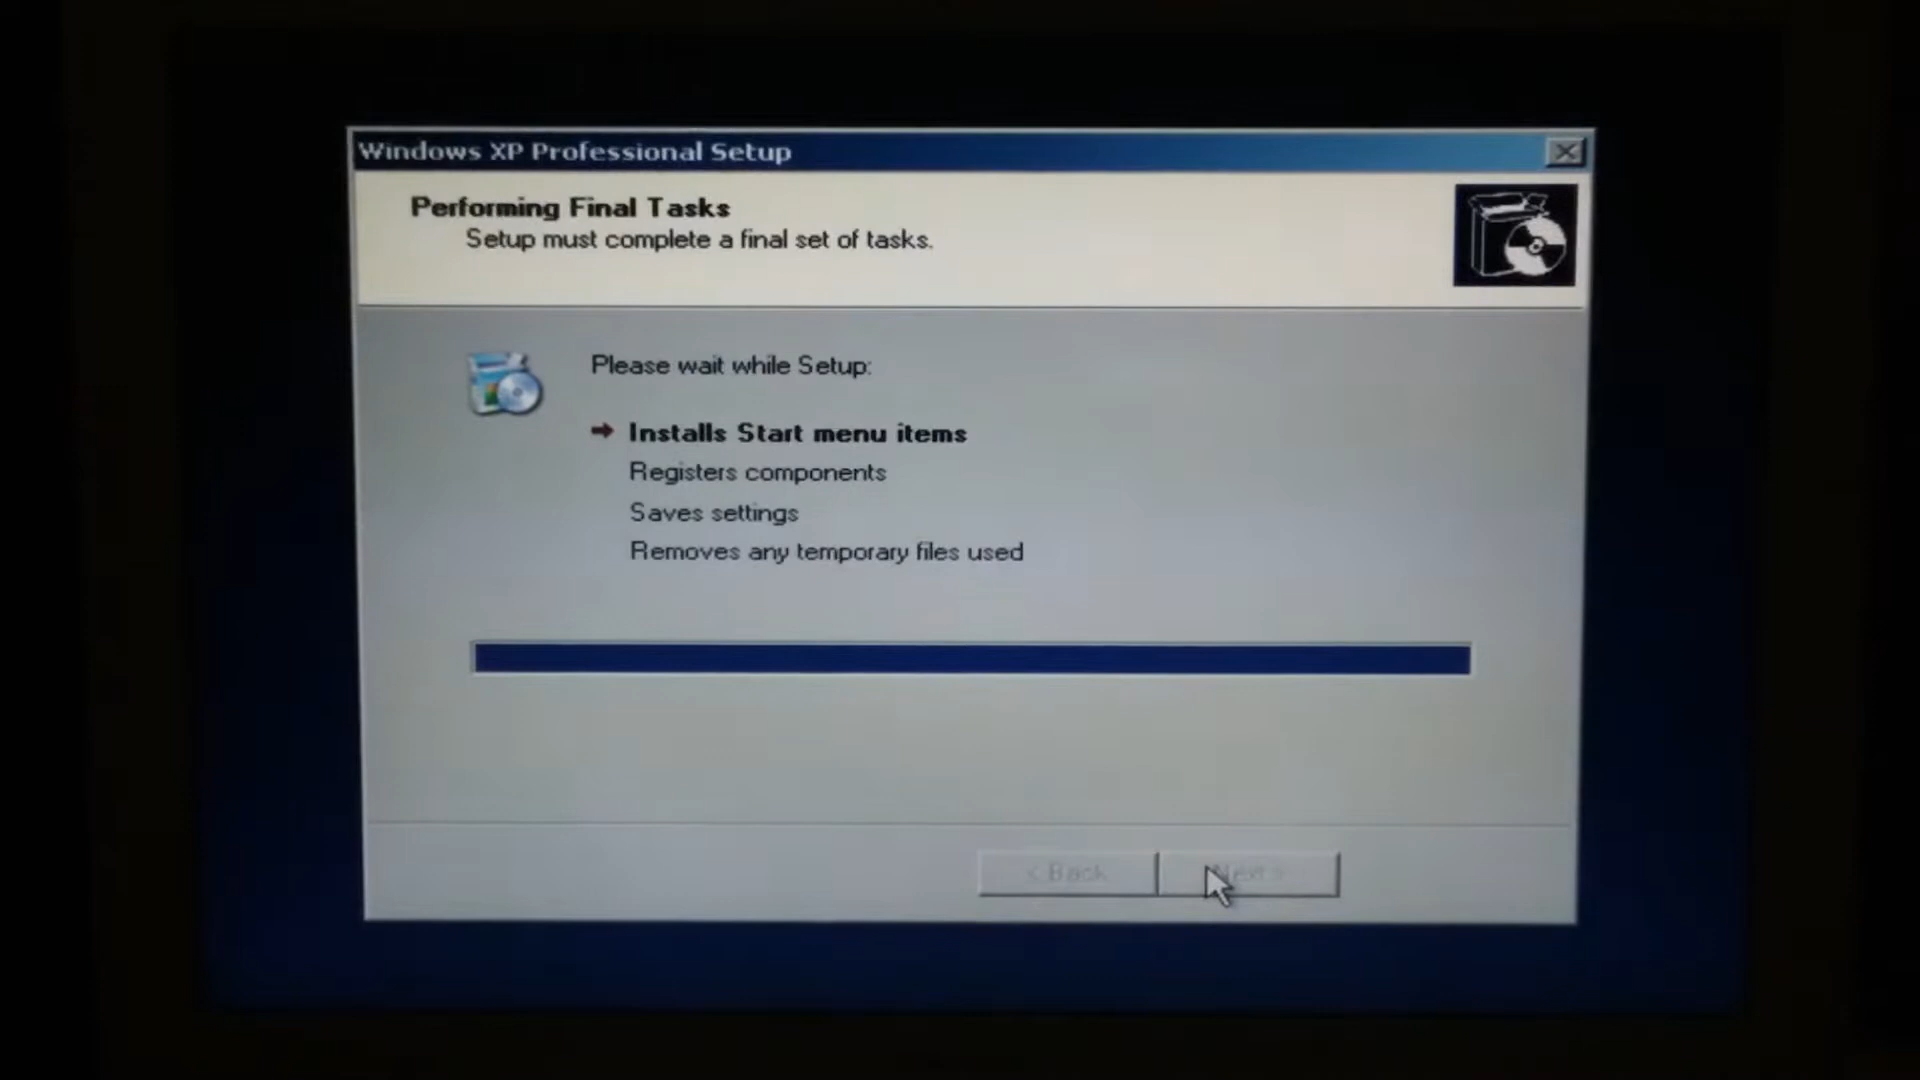 Windows XP Professional Setup
Performing Final Tasks
Setup must complete a final set of tasks.
Please wait while Setup:
Installs Start menu items
Registers components
Saves settings
Removes any temporary files used
< Back
Next >